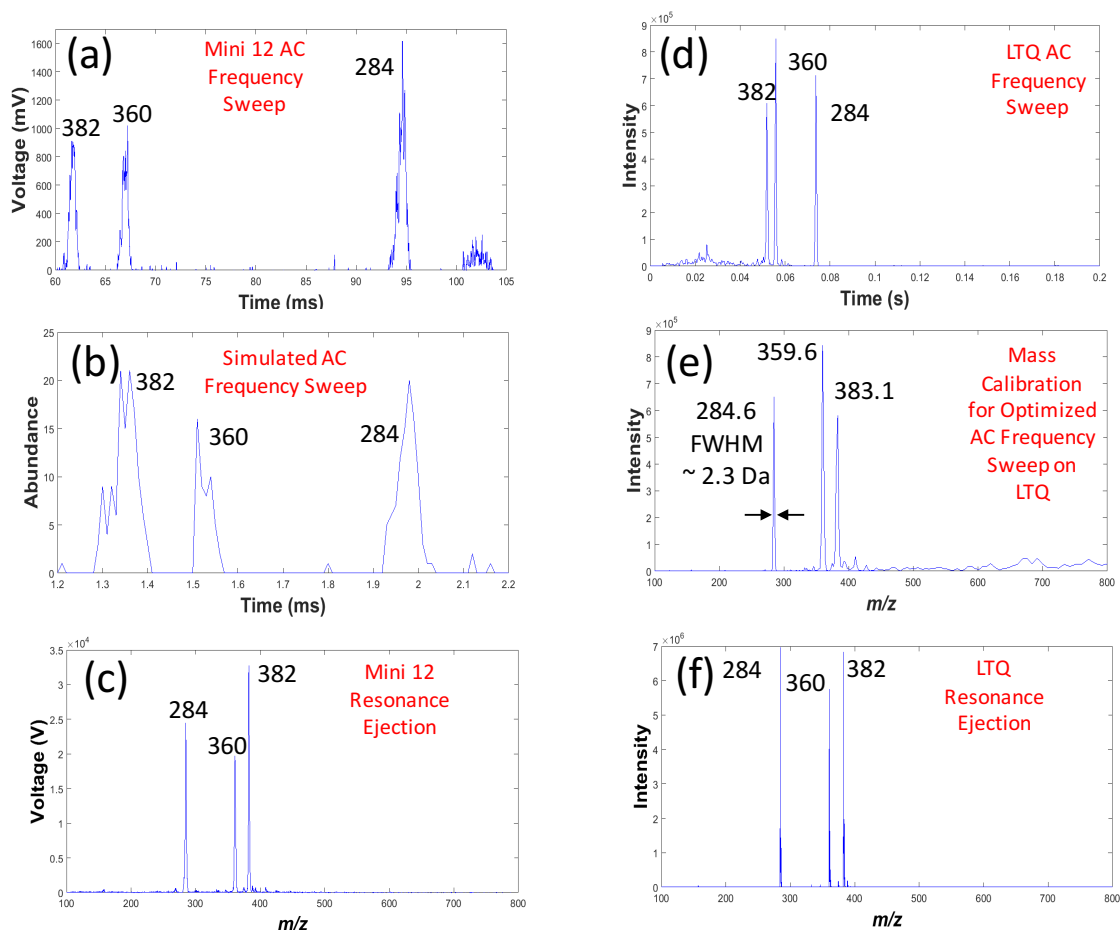 (a)
Mini 12 AC
Frequency
Sweep
284
382
360
Voltage (mV)
1600
1400
1200
1000
800
600
400
200
0
60 65 70 75 80 85 90 95 100 105
Time (ms)
(b)
Simulated AC
Frequency Sweep
382
360
284
Abundance
25
20
15
10
5
0
1.2 1.3 1.4 1.5 1.6 1.7 1.8 1.9 2 2.1 2.2
Time (ms)
(c)
Mini 12
Resonance
Ejection
382
284
360
Voltage (V)
×10⁴
3.5
3
2.5
2
1.5
1
0.5
0
100 200 300 400 500 600 700 800
m/z
(d)
LTQ AC
Frequency
Sweep
360
382
284
Intensity
×10⁵
9
8
7
6
5
4
3
2
1
0
0 0.02 0.04 0.06 0.08 0.1 0.12 0.14 0.16 0.18 0.2
Time (s)
(e)
Mass
Calibration
for Optimized
AC Frequency
Sweep on
LTQ
359.6
383.1
284.6
FWHM
~ 2.3 Da
Intensity
×10⁵
9
8
7
6
5
4
3
2
1
0
100 200 300 400 500 600 700 800
m/z
(f)
LTQ
Resonance
Ejection
284
360
382
Intensity
×10⁶
7
6
5
4
3
2
1
0
100 200 300 400 500 600 700 800
m/z